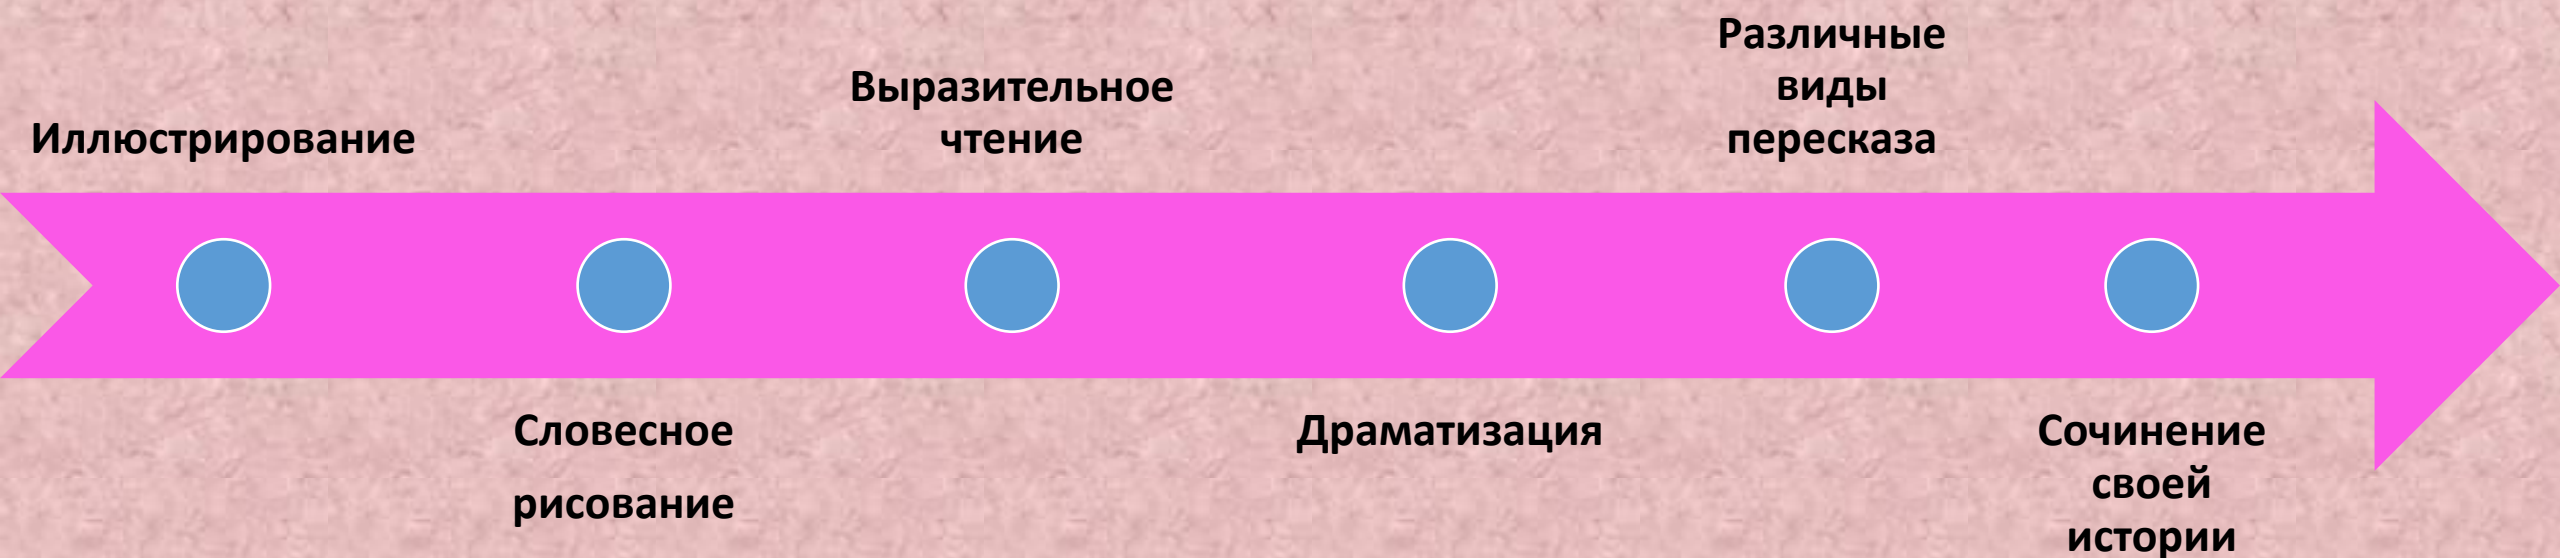 Иллюстрирование
Словесное
рисование
Выразительное
чтение
Драматизация
Различные
виды
пересказа
Сочинение
своей
истории